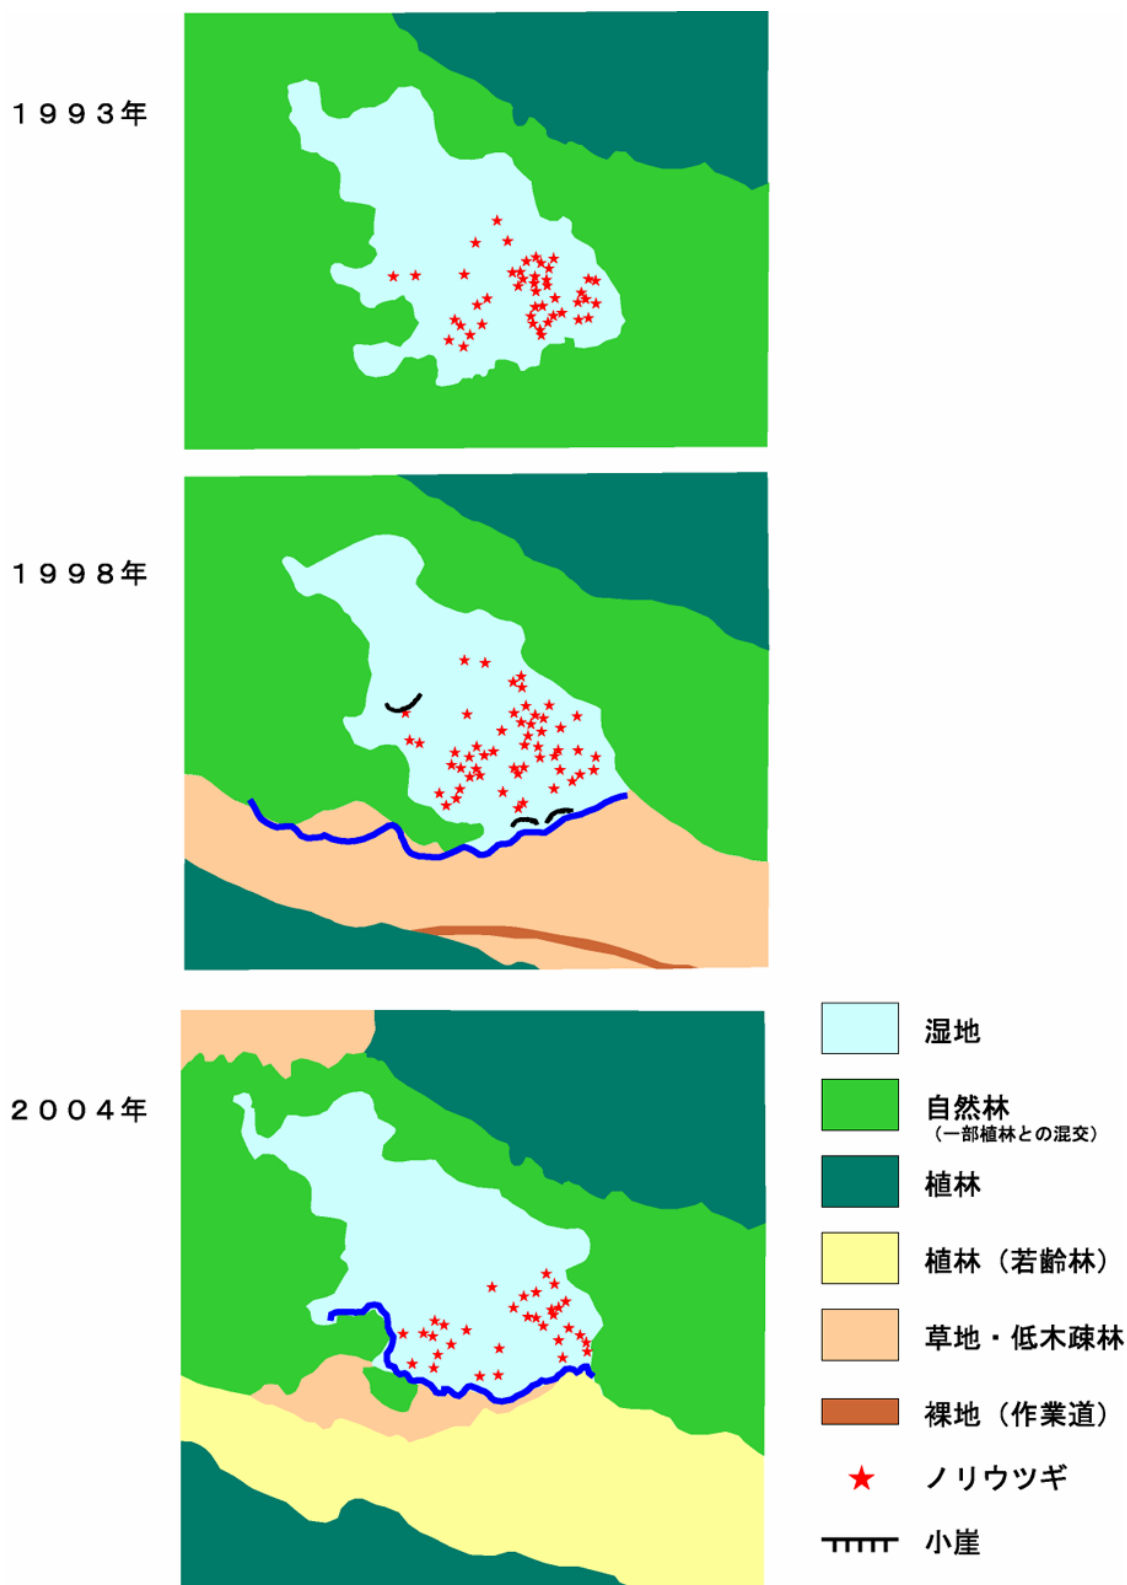 １９９３年
１９９８年
２００４年
湿地
自然林
（一部植林との混交）
植林
植林（若齢林）
草地・低木疎林
裸地（作業道）
ノリウツギ
小崖